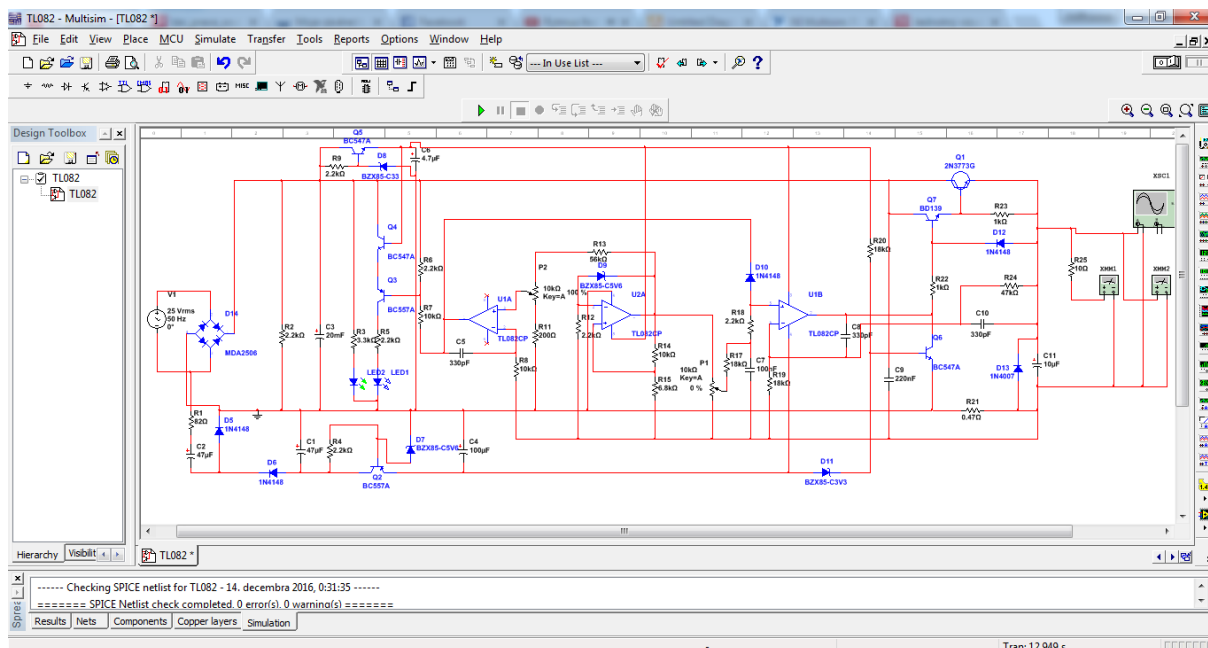 TL082 - Multisim - [TL082 *]
File Edit View Place MCU Simulate Transfer Tools Reports Options Window Help
--- In Use List ---
Design Toolbox
TL082
TL082
Hierarchy
Visibilit
Q5
BC547A
R9
2.2kΩ
D8
BZX85-C33
C6
4.7µF
Q1
2N3773G
XSC1
Q7
BD139
R23
1kΩ
D12
1N4148
Q4
BC547A
Q3
BC557A
R6
2.2kΩ
R7
10kΩ
R13
56kΩ
D9
BZX85-C5V6
P2
10kΩ
Key=A
100 %
U1A
TL082CP
U2A
TL082CP
D10
1N4148
U1B
TL082CP
R20
18kΩ
R22
1kΩ
R24
47kΩ
R25
10Ω
XMM1
XMM2
V1
25 Vrms
50 Hz
0°
D14
MDA2506
R2
2.2kΩ
C3
20mF
R3
3.3kΩ
R5
2.2kΩ
LED2
LED1
C5
330pF
R8
10kΩ
R11
200Ω
R12
2.2kΩ
R14
10kΩ
R15
6.8kΩ
P1
10kΩ
Key=A
0 %
R18
2.2kΩ
R17
18kΩ
C7
100nF
R19
18kΩ
C8
330pF
C10
330pF
Q6
BC547A
C9
220nF
D13
1N4007
C11
10µF
R21
0.47Ω
R1
82Ω
D5
1N4148
C2
47µF
D6
1N4148
C1
47µF
R4
2.2kΩ
Q2
BC557A
D7
BZX85-C5V6
C4
100µF
D11
BZX85-C3V3
TL082 *
------ Checking SPICE netlist for TL082 - 14. decembra 2016, 0:31:35 ------
======= SPICE Netlist check completed. 0 error(s), 0 warning(s) =======
Results Nets Components Copper layers Simulation
Tran: 12.949 s